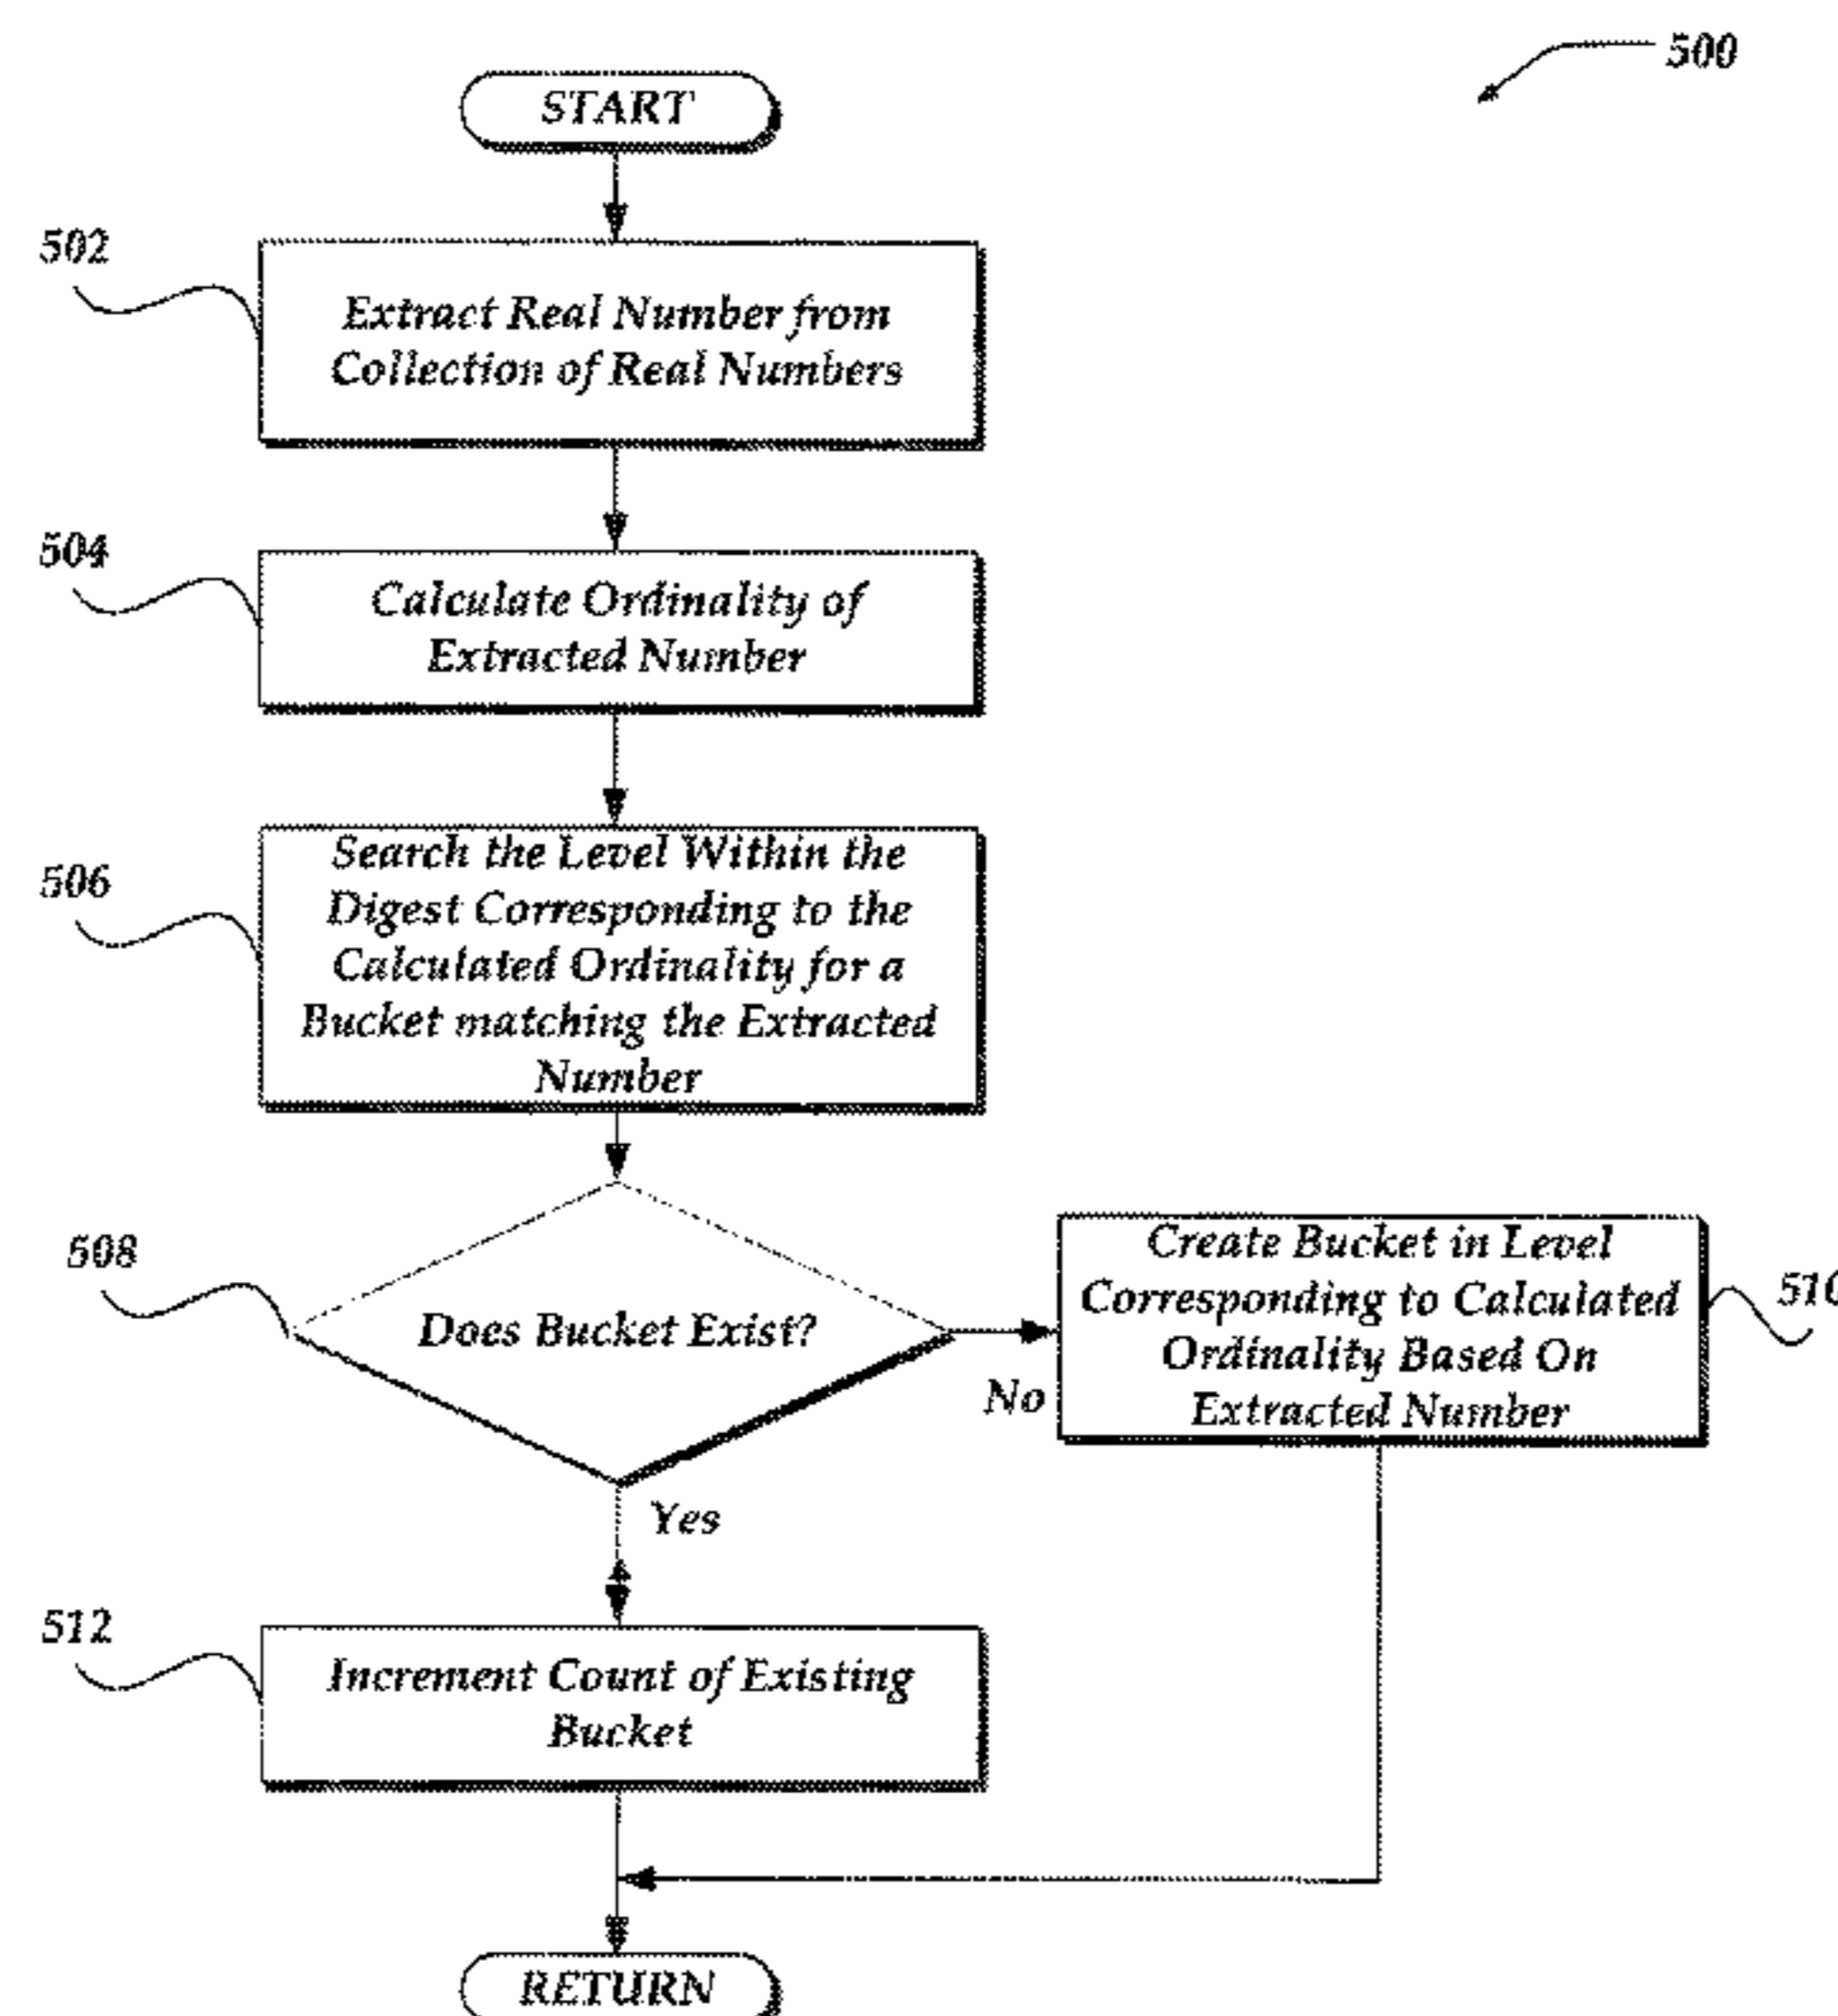 500
START
502
Extract Real Number from
Collection of Real Numbers
504
Calculate Ordinality of
Extracted Number
506
Search the Level Within the
Digest Corresponding to the
Calculated Ordinality for a
Bucket matching the Extracted
Number
508
Does Bucket Exist?
No
Create Bucket in Level
Corresponding to Calculated
Ordinality Based On
Extracted Number
510
Yes
512
Increment Count of Existing
Bucket
RETURN